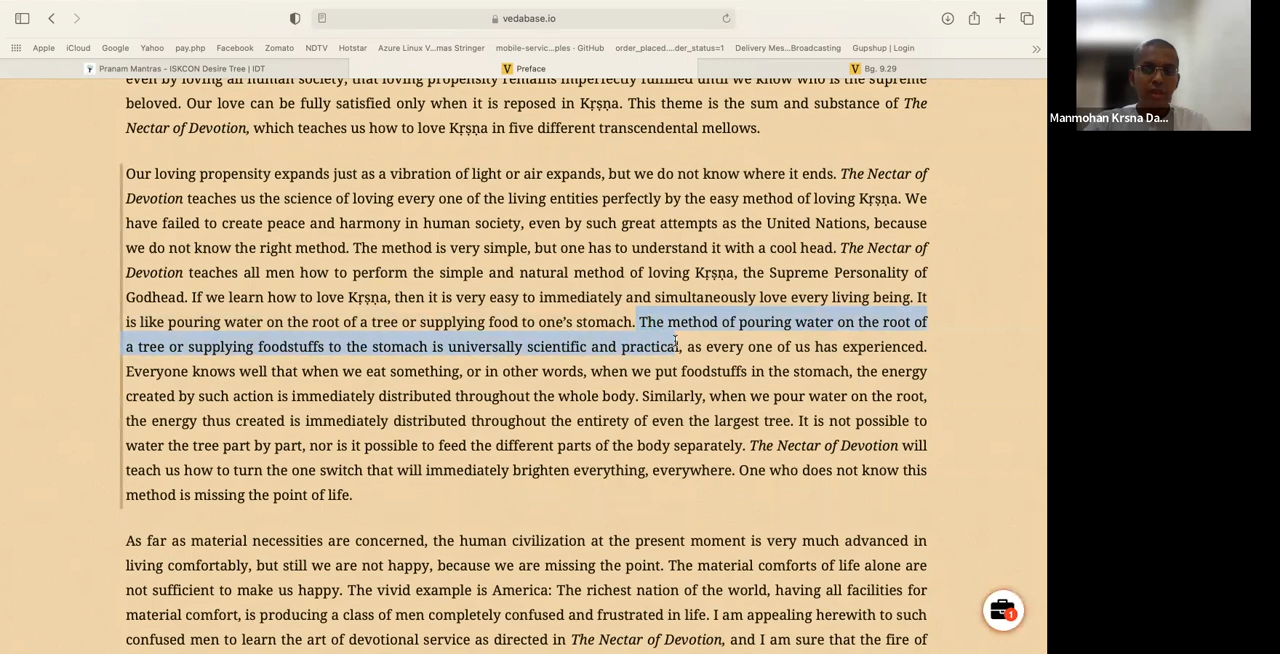 vedabase.io
Apple iCloud Google Yahoo pay.php Facebook Zomato NDTV Hotstar Azure Linux V...mas Stringer mobile-servic...ples · GitHub order_placed....der_status=1 Delivery Mes...Broadcasting Gupshup | Login
Pranam Mantras - ISKCON Desire Tree | IDT Preface Bg. 9.29
Manmohan Krsna Da...
even by loving all human society, that loving propensity remains imperfectly fulfilled until we know who is the supreme
beloved. Our love can be fully satisfied only when it is reposed in Kṛṣṇa. This theme is the sum and substance of The
Nectar of Devotion, which teaches us how to love Kṛṣṇa in five different transcendental mellows.
Our loving propensity expands just as a vibration of light or air expands, but we do not know where it ends. The Nectar of
Devotion teaches us the science of loving every one of the living entities perfectly by the easy method of loving Kṛṣṇa. We
have failed to create peace and harmony in human society, even by such great attempts as the United Nations, because
we do not know the right method. The method is very simple, but one has to understand it with a cool head. The Nectar of
Devotion teaches all men how to perform the simple and natural method of loving Kṛṣṇa, the Supreme Personality of
Godhead. If we learn how to love Kṛṣṇa, then it is very easy to immediately and simultaneously love every living being. It
is like pouring water on the root of a tree or supplying food to one's stomach. The method of pouring water on the root of
a tree or supplying foodstuffs to the stomach is universally scientific and practical, as every one of us has experienced.
Everyone knows well that when we eat something, or in other words, when we put foodstuffs in the stomach, the energy
created by such action is immediately distributed throughout the whole body. Similarly, when we pour water on the root,
the energy thus created is immediately distributed throughout the entirety of even the largest tree. It is not possible to
water the tree part by part, nor is it possible to feed the different parts of the body separately. The Nectar of Devotion will
teach us how to turn the one switch that will immediately brighten everything, everywhere. One who does not know this
method is missing the point of life.
As far as material necessities are concerned, the human civilization at the present moment is very much advanced in
living comfortably, but still we are not happy, because we are missing the point. The material comforts of life alone are
not sufficient to make us happy. The vivid example is America: The richest nation of the world, having all facilities for
material comfort, is producing a class of men completely confused and frustrated in life. I am appealing herewith to such
confused men to learn the art of devotional service as directed in The Nectar of Devotion, and I am sure that the fire of
1